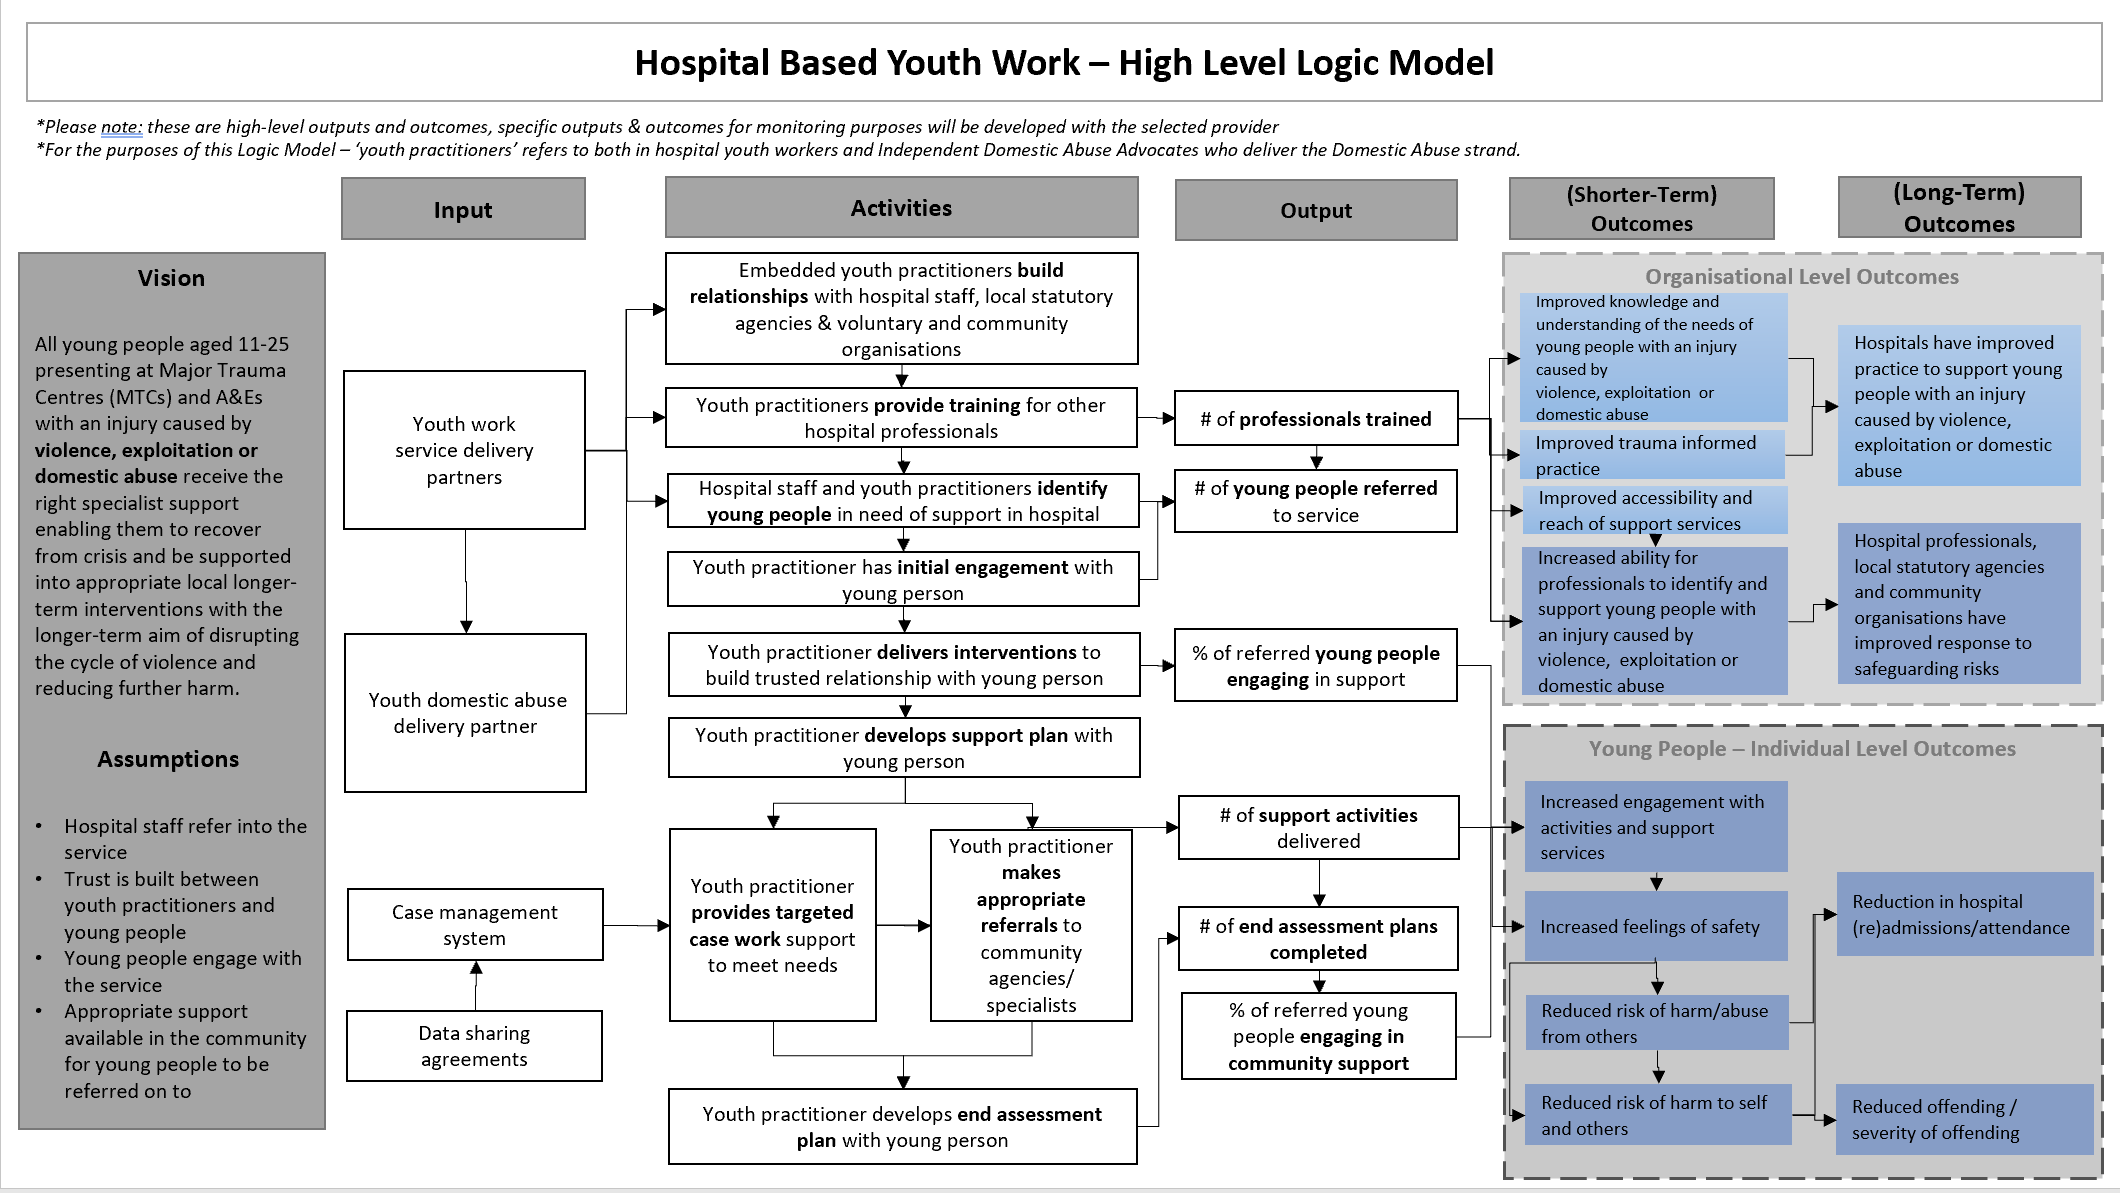 Hospital Based Youth Work – High Level Logic Model
*Please note: these are high-level outputs and outcomes, specific outputs & outcomes for monitoring purposes will be developed with the selected provider
*For the purposes of this Logic Model – ‘youth practitioners’ refers to both in hospital youth workers and Independent Domestic Abuse Advocates who deliver the Domestic Abuse strand.
Vision
All young people aged 11-25
presenting at Major Trauma
Centres (MTCs) and A&Es
with an injury caused by
violence, exploitation or
domestic abuse receive the
right specialist support
enabling them to recover
from crisis and be supported
into appropriate local longer-
term interventions with the
longer-term aim of disrupting
the cycle of violence and
reducing further harm.
Assumptions
• Hospital staff refer into the
service
• Trust is built between
youth practitioners and
young people
• Young people engage with
the service
• Appropriate support
available in the community
for young people to be
referred on to
Input
Youth work
service delivery
partners
Youth domestic abuse
delivery partner
Case management
system
Data sharing
agreements
Activities
Embedded youth practitioners build
relationships with hospital staff, local statutory
agencies & voluntary and community
organisations
Youth practitioners provide training for other
hospital professionals
Hospital staff and youth practitioners identify
young people in need of support in hospital
Youth practitioner has initial engagement with
young person
Youth practitioner delivers interventions to
build trusted relationship with young person
Youth practitioner develops support plan with
young person
Youth practitioner
provides targeted
case work support
to meet needs
Youth practitioner
makes
appropriate
referrals to
community
agencies/
specialists
Youth practitioner develops end assessment
plan with young person
Output
# of professionals trained
# of young people referred
to service
% of referred young people
engaging in support
# of support activities
delivered
# of end assessment plans
completed
% of referred young
people engaging in
community support
(Shorter-Term)
Outcomes
(Long-Term)
Outcomes
Organisational Level Outcomes
Improved knowledge and
understanding of the needs of
young people with an injury
caused by
violence, exploitation or
domestic abuse
Improved trauma informed
practice
Improved accessibility and
reach of support services
Increased ability for
professionals to identify and
support young people with
an injury caused by
violence, exploitation or
domestic abuse
Hospitals have improved
practice to support young
people with an injury
caused by violence,
exploitation or domestic
abuse
Hospital professionals,
local statutory agencies
and community
organisations have
improved response to
safeguarding risks
Young People – Individual Level Outcomes
Increased engagement with
activities and support
services
Increased feelings of safety
Reduced risk of harm/abuse
from others
Reduced risk of harm to self
and others
Reduction in hospital
(re)admissions/attendance
Reduced offending /
severity of offending